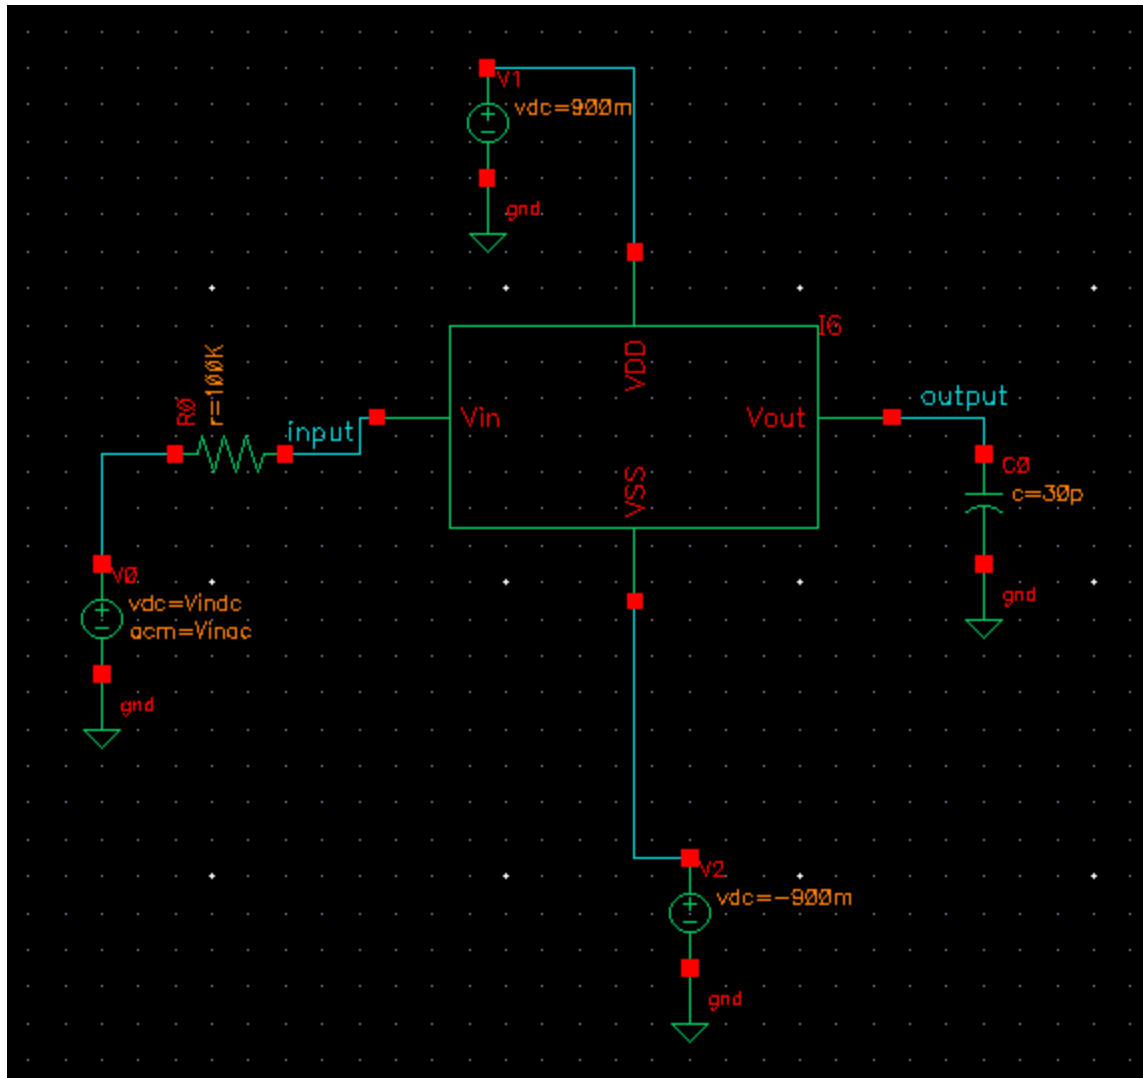 V1
vdc=900m
gnd
I6
VDD
R0
r=100K
input
Vin
Vout
output
VSS
C0
c=30p
gnd
V0
vdc=Vindc
acm=Vinac
gnd
V2
vdc=-900m
gnd